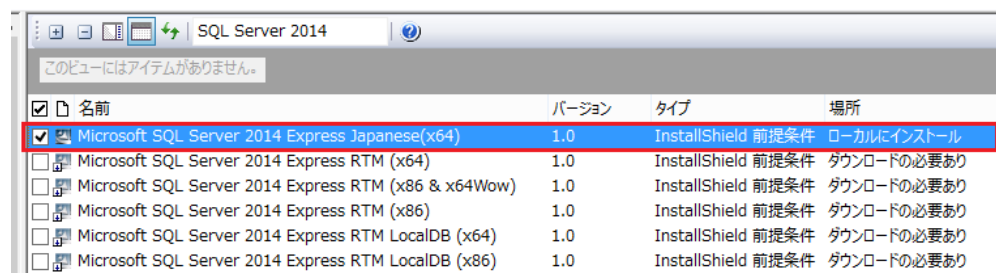 SQL Server 2014
このビューにはアイテムがありません。
名前 バージョン タイプ 場所
Microsoft SQL Server 2014 Express Japanese(x64) 1.0 InstallShield 前提条件 ローカルにインストール
Microsoft SQL Server 2014 Express RTM (x64) 1.0 InstallShield 前提条件 ダウンロードの必要あり
Microsoft SQL Server 2014 Express RTM (x86 & x64Wow) 1.0 InstallShield 前提条件 ダウンロードの必要あり
Microsoft SQL Server 2014 Express RTM (x86) 1.0 InstallShield 前提条件 ダウンロードの必要あり
Microsoft SQL Server 2014 Express RTM LocalDB (x64) 1.0 InstallShield 前提条件 ダウンロードの必要あり
Microsoft SQL Server 2014 Express RTM LocalDB (x86) 1.0 InstallShield 前提条件 ダウンロードの必要あり